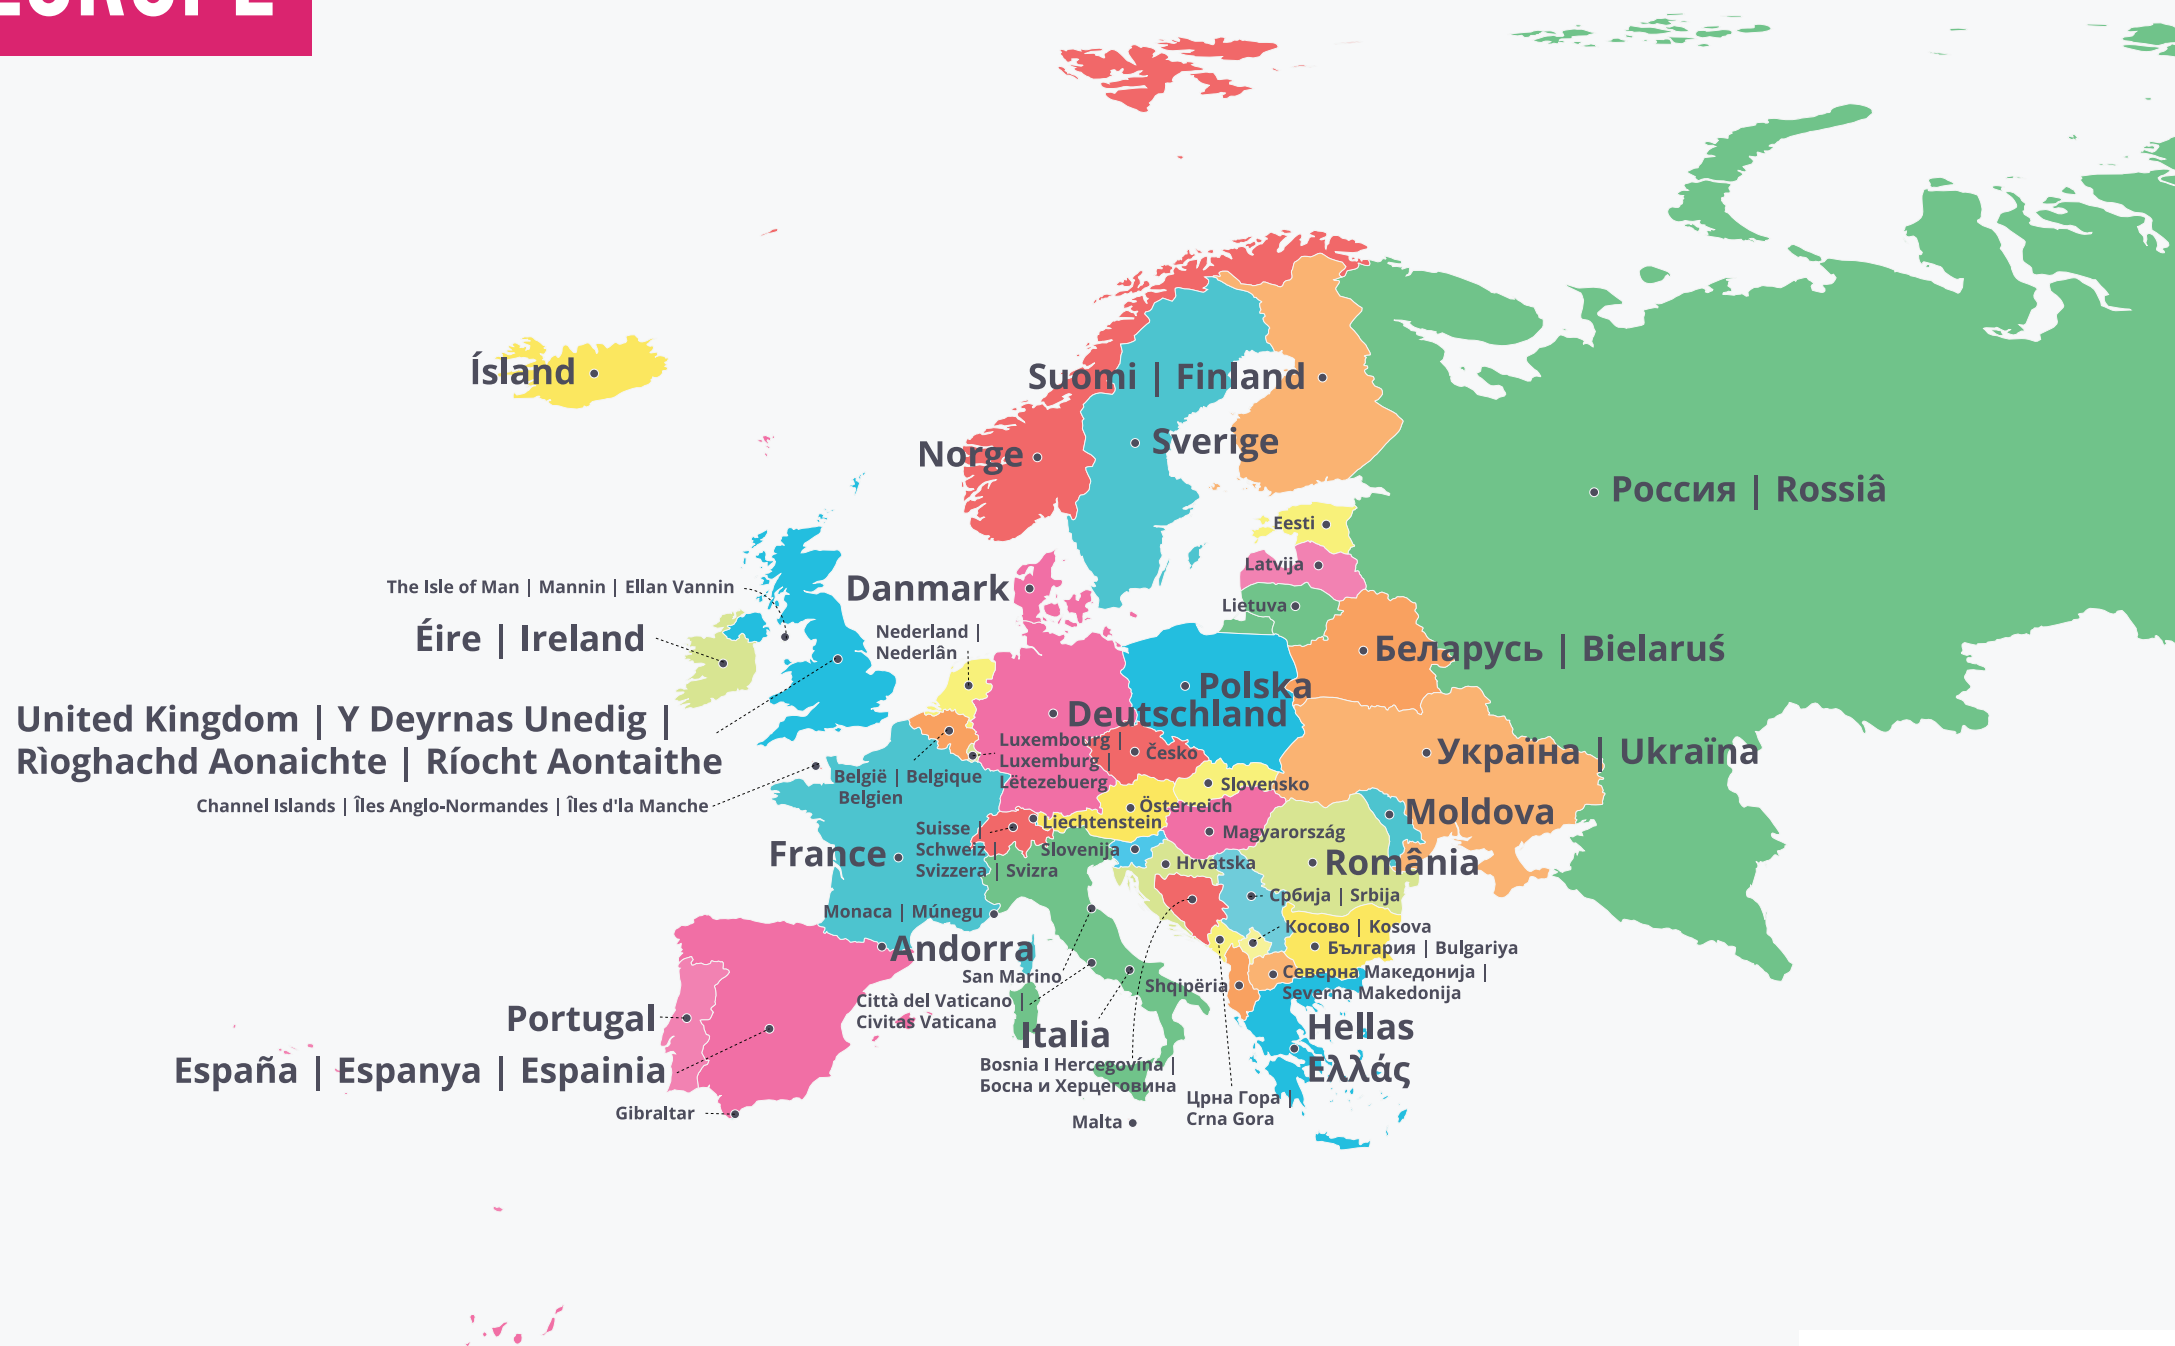 EUROPE
Ísland
Suomi | Finland
Norge
Sverige
Россия | Rossiâ
Eesti
Latvija
The Isle of Man | Mannin | Ellan Vannin
Danmark
Lietuva
Éire | Ireland
Nederland |
Nederlân
Беларусь | Bielaruś
Polska
United Kingdom | Y Deyrnas Unedig |
Rìoghachd Aonaichte | Ríocht Aontaithe
Deutschland
Luxembourg |
Luxemburg |
Lëtezebuerg
Česko
Україна | Ukraïna
België | Belgique
Belgien
Slovensko
Channel Islands | Îles Anglo-Normandes | Îles d'la Manche
Österreich
Moldova
Liechtenstein
Suisse |
Schweiz |
Svizzera | Svizra
Magyarország
France
Slovenija
Hrvatska
România
Србија | Srbija
Monaca | Múnegu
Косово | Kosova
Andorra
България | Bulgariya
San Marino
Северна Македонија |
Severna Makedonija
Shqipëria
Città del Vaticano |
Civitas Vaticana
Portugal
Italia
Hellas
Ελλάς
España | Espanya | Espainia
Bosnia I Hercegovína |
Босна и Херцеговина
Црна Гора |
Crna Gora
Gibraltar
Malta